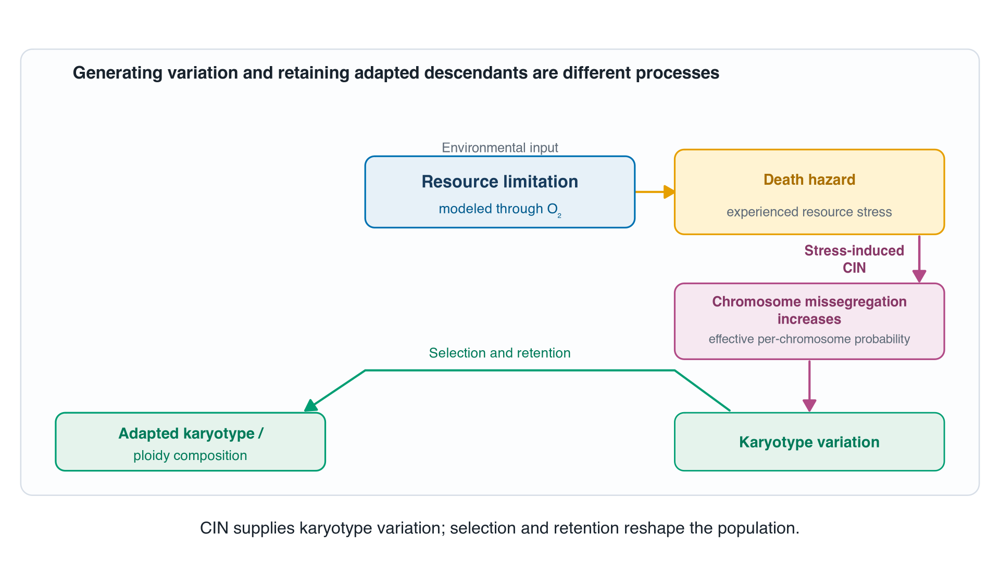 Generating variation and retaining adapted descendants are different processes
Environmental input
Resource limitation
modeled through O₂
Death hazard
experienced resource stress
Stress-induced
CIN
Chromosome missegregation
increases
effective per-chromosome probability
Selection and retention
Adapted karyotype /
ploidy composition
Karyotype variation
CIN supplies karyotype variation; selection and retention reshape the population.